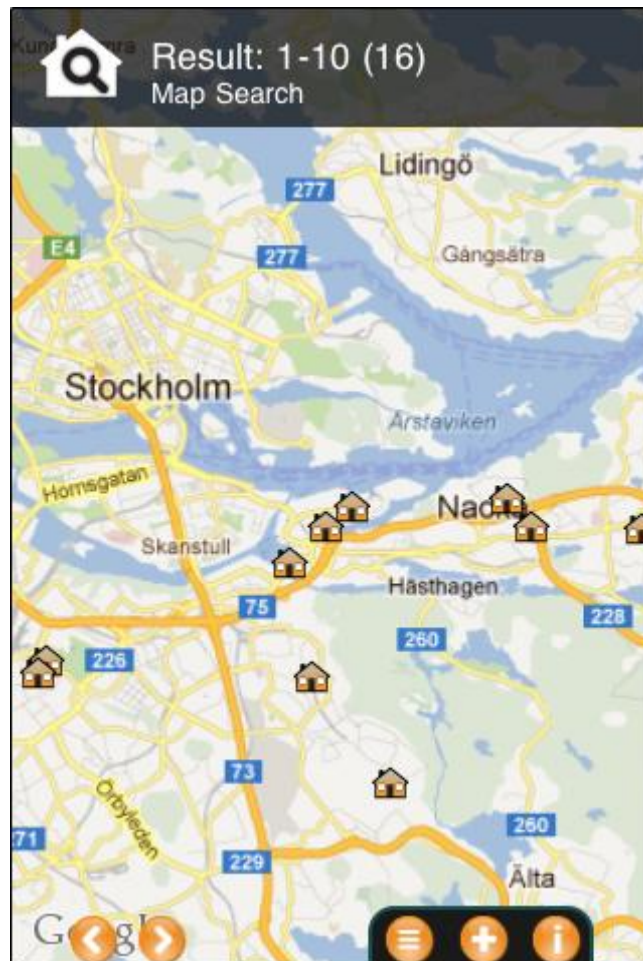 Result: 1-10 (16)
Map Search
Lidingö
277
E4
277
Gångsätra
Stockholm
Årstaviken
Hornsgatan
Skanstull
Hästhagen
75
228
226
260
73
Örbyleden
260
271
229
Älta